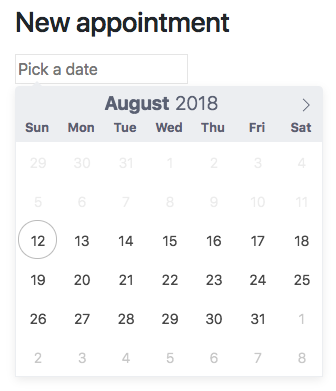 New appointment
Pick a date
August 2018
Sun Mon Tue Wed Thu Fri Sat
29 30 31 1 2 3 4
5 6 7 8 9 10 11
12 13 14 15 16 17 18
19 20 21 22 23 24 25
26 27 28 29 30 31 1
2 3 4 5 6 7 8